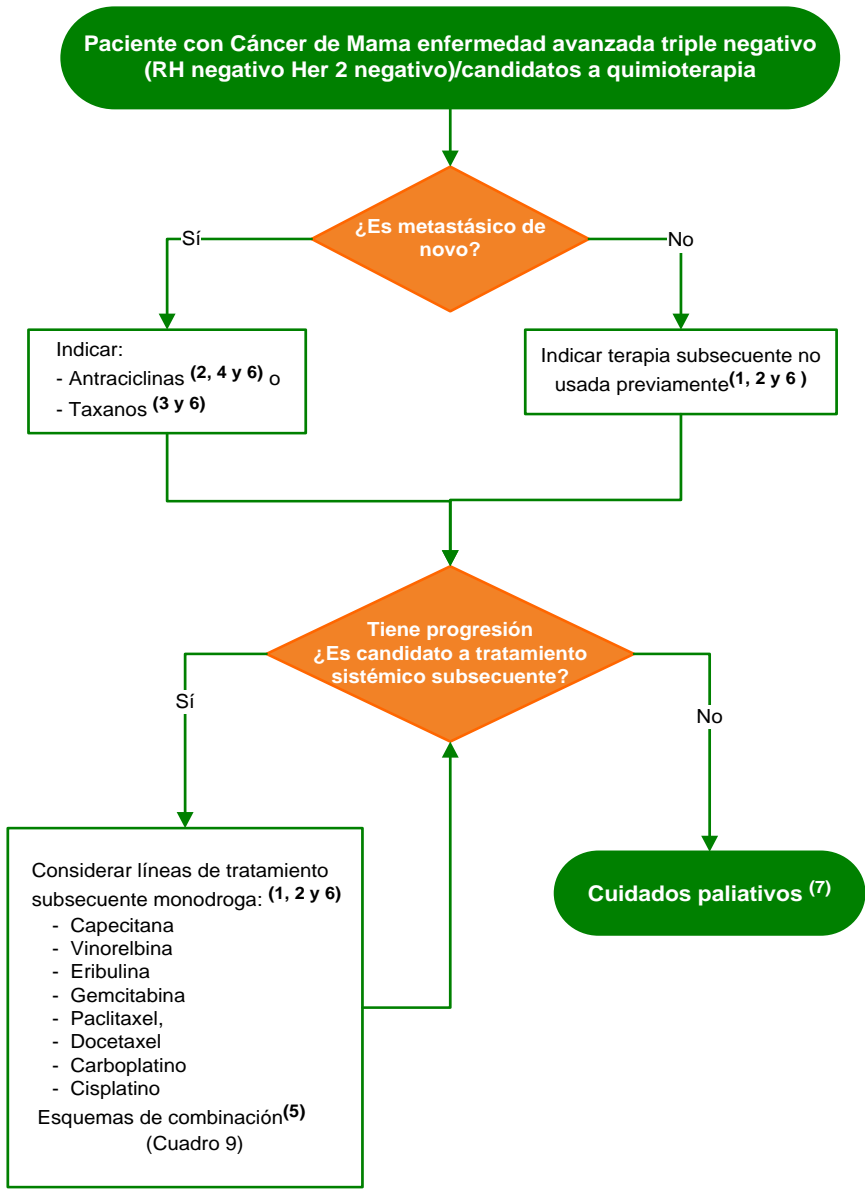 Paciente con Cáncer de Mama enfermedad avanzada triple negativo
(RH negativo Her 2 negativo)/candidatos a quimioterapia
¿Es metastásico de
novo?
Sí
No
Indicar:
- Antraciclinas (2, 4 y 6) o
- Taxanos (3 y 6)
Indicar terapia subsecuente no
usada previamente(1, 2 y 6 )
Tiene progresión
¿Es candidato a tratamiento
sistémico subsecuente?
Sí
No
Considerar líneas de tratamiento
subsecuente monodroga: (1, 2 y 6)
- Capecitana
- Vinorelbina
- Eribulina
- Gemcitabina
- Paclitaxel,
- Docetaxel
- Carboplatino
- Cisplatino
Esquemas de combinación(5)
(Cuadro 9)
Cuidados paliativos (7)